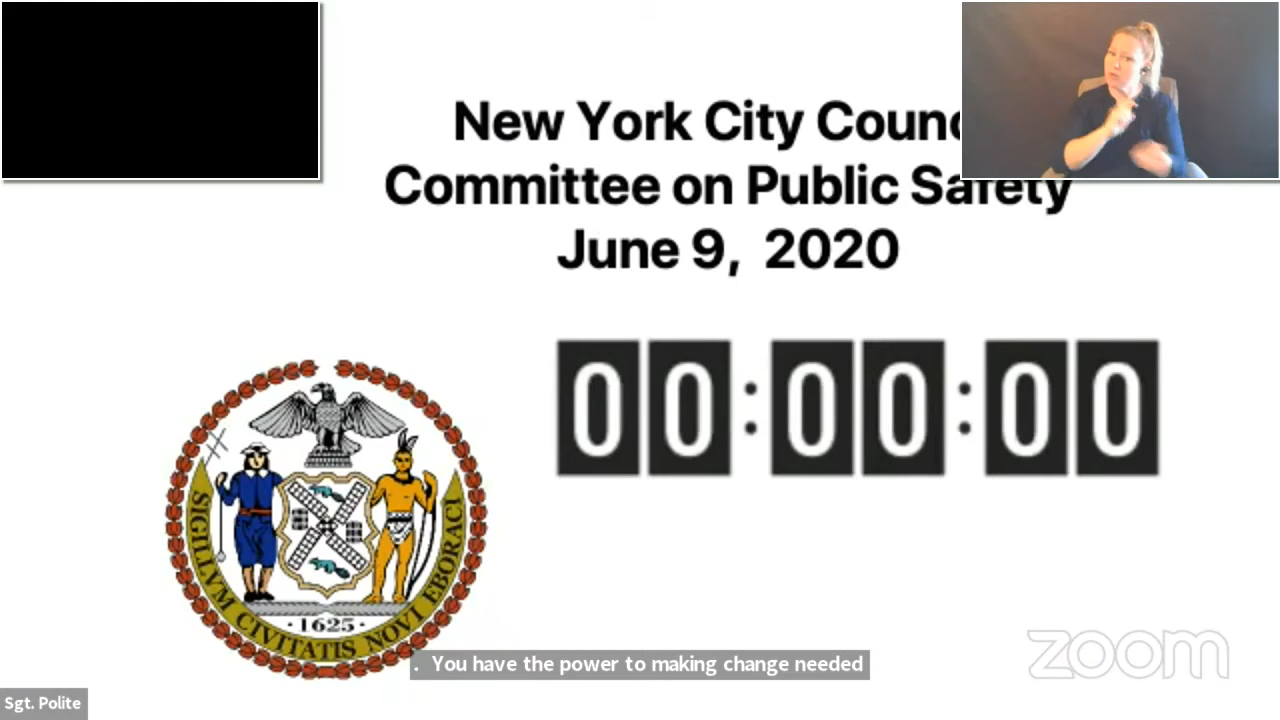 New York City Counc
Committee on Public Safety
June 9, 2020
00:00:00
SIGILLVM CIVITATIS NOVI EBORACI
·1625·
. You have the power to making change needed
zoom
Sgt. Polite